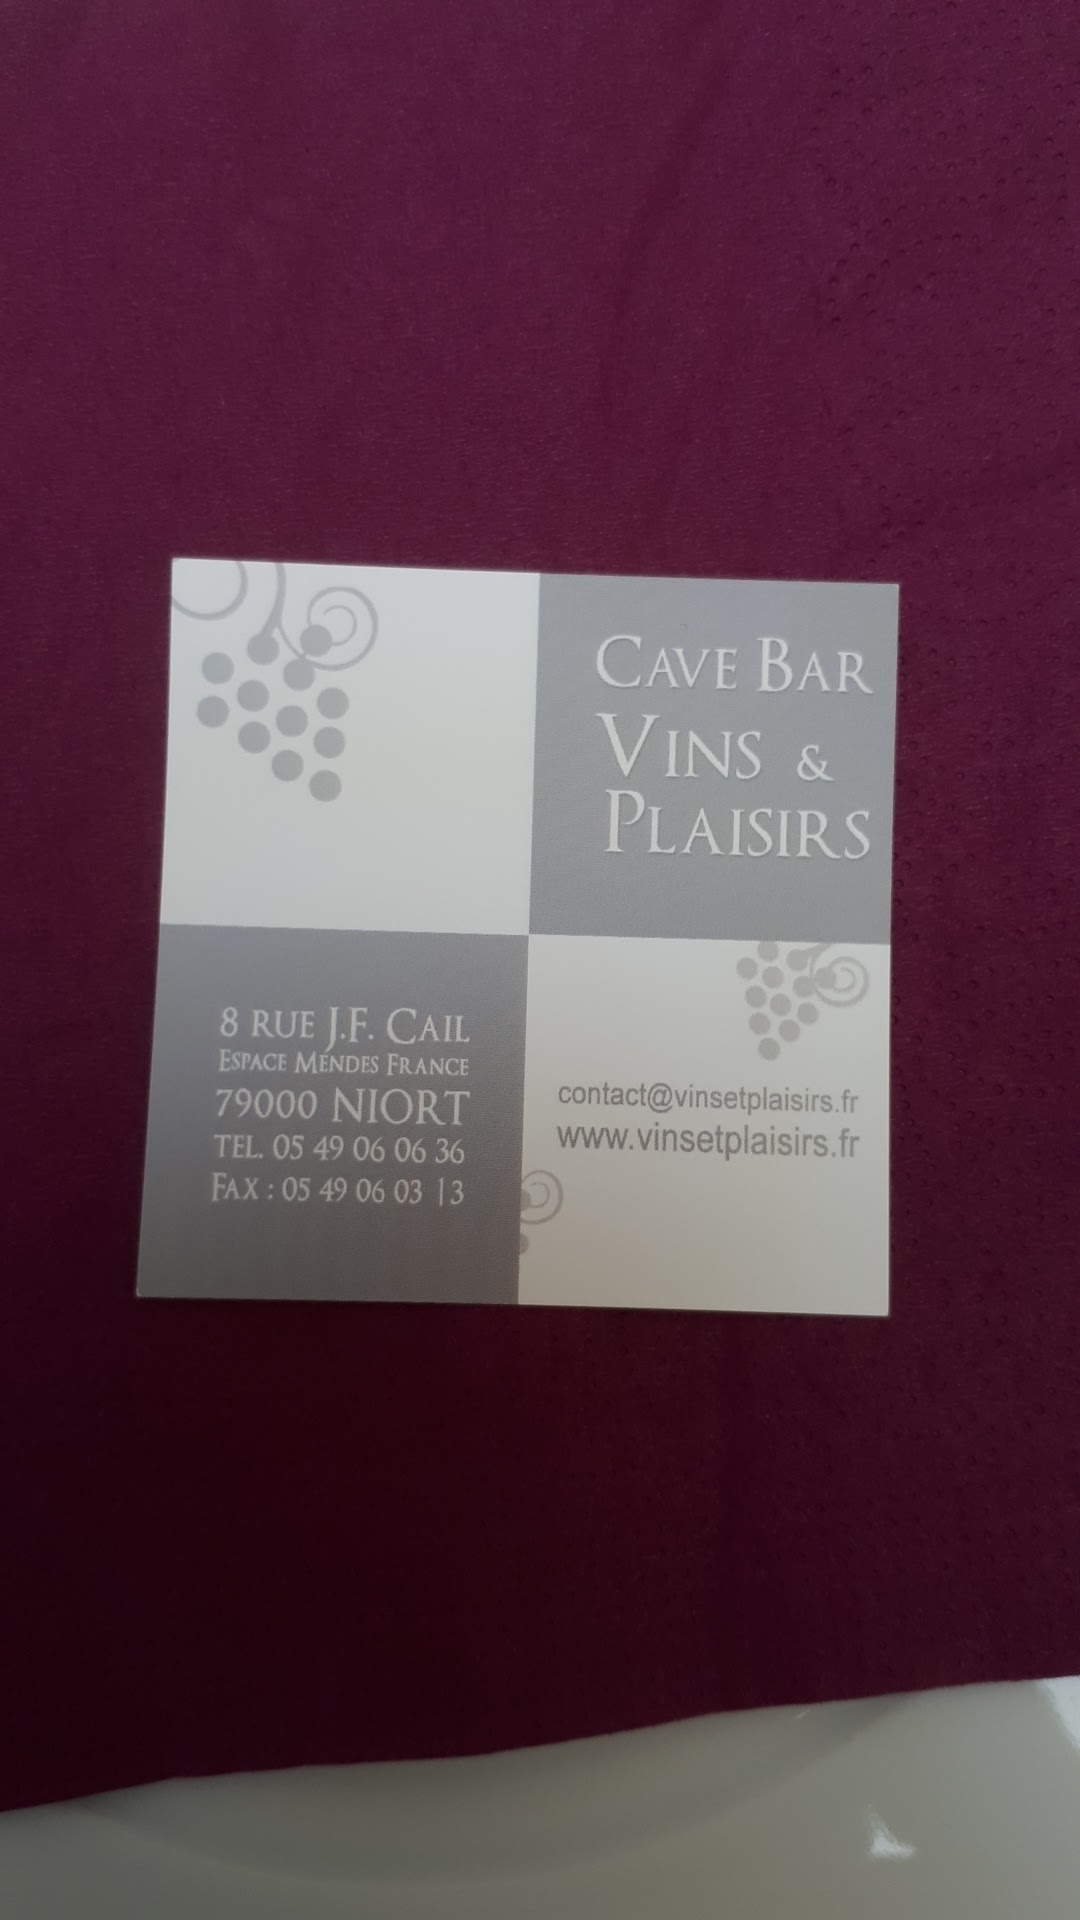 CAVE BAR
VINS &
PLAISIRS
8 RUE J.F. CAIL
ESPACE MENDES FRANCE
79000 NIORT
TEL. 05 49 06 06 36
FAX : 05 49 06 03 13
contact@vinsetplaisirs.fr
www.vinsetplaisirs.fr